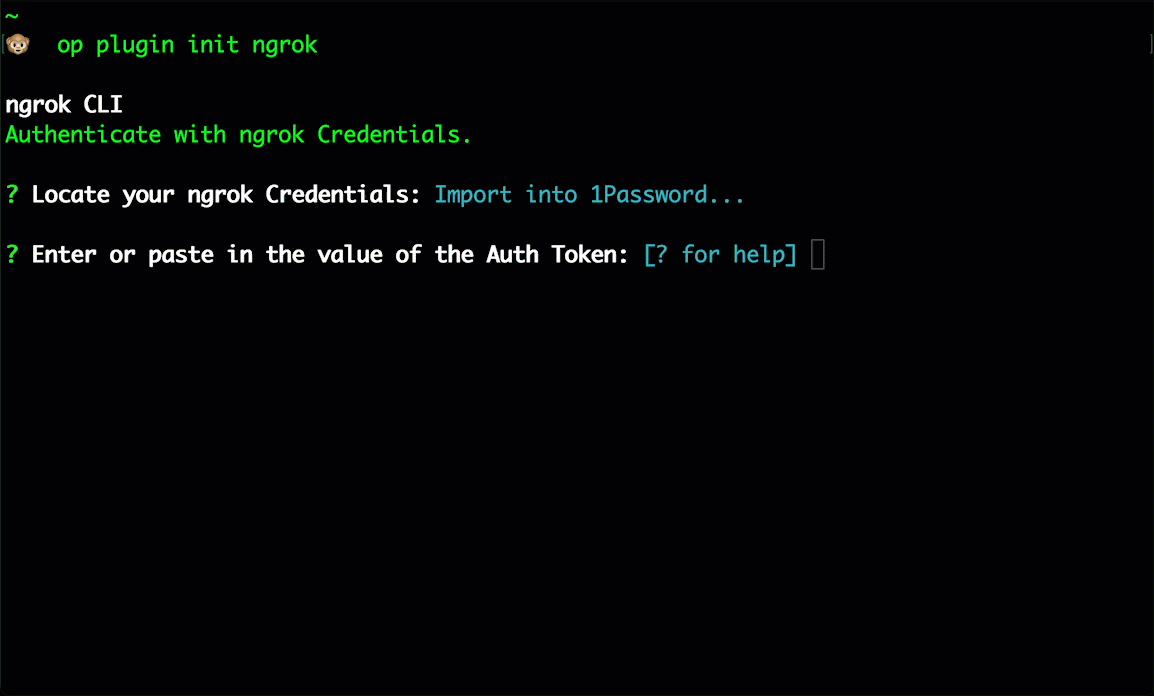 ~
op plugin init ngrok
ngrok CLI
Authenticate with ngrok Credentials.
? Locate your ngrok Credentials: Import into 1Password...
? Enter or paste in the value of the Auth Token: [? for help]